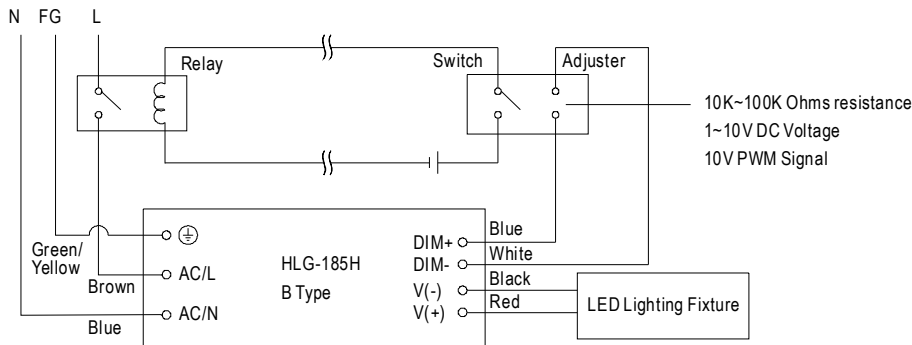 N FG L
Relay
Switch
Adjuster
10K~100K Ohms resistance
1~10V DC Voltage
10V PWM Signal
Green/
Yellow
Brown
Blue
AC/L
AC/N
HLG-185H
B Type
DIM+
DIM-
V(-)
V(+)
Blue
White
Black
Red
LED Lighting Fixture